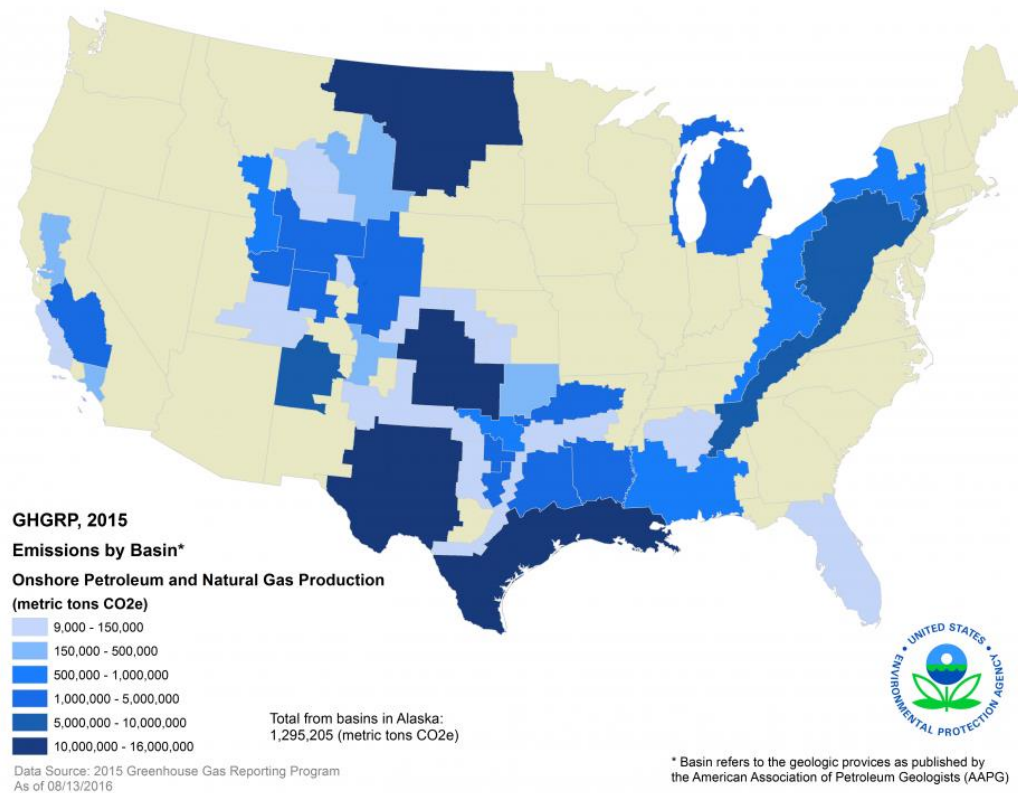 GHGRP, 2015
Emissions by Basin*
Onshore Petroleum and Natural Gas Production
(metric tons CO2e)
9,000 - 150,000
150,000 - 500,000
500,000 - 1,000,000
1,000,000 - 5,000,000
5,000,000 - 10,000,000
10,000,000 - 16,000,000
Data Source: 2015 Greenhouse Gas Reporting Program
As of 08/13/2016
Total from basins in Alaska:
1,295,205 (metric tons CO2e)
UNITED STATES
ENVIRONMENTAL PROTECTION AGENCY
* Basin refers to the geologic provices as published by
the American Association of Petroleum Geologists (AAPG)